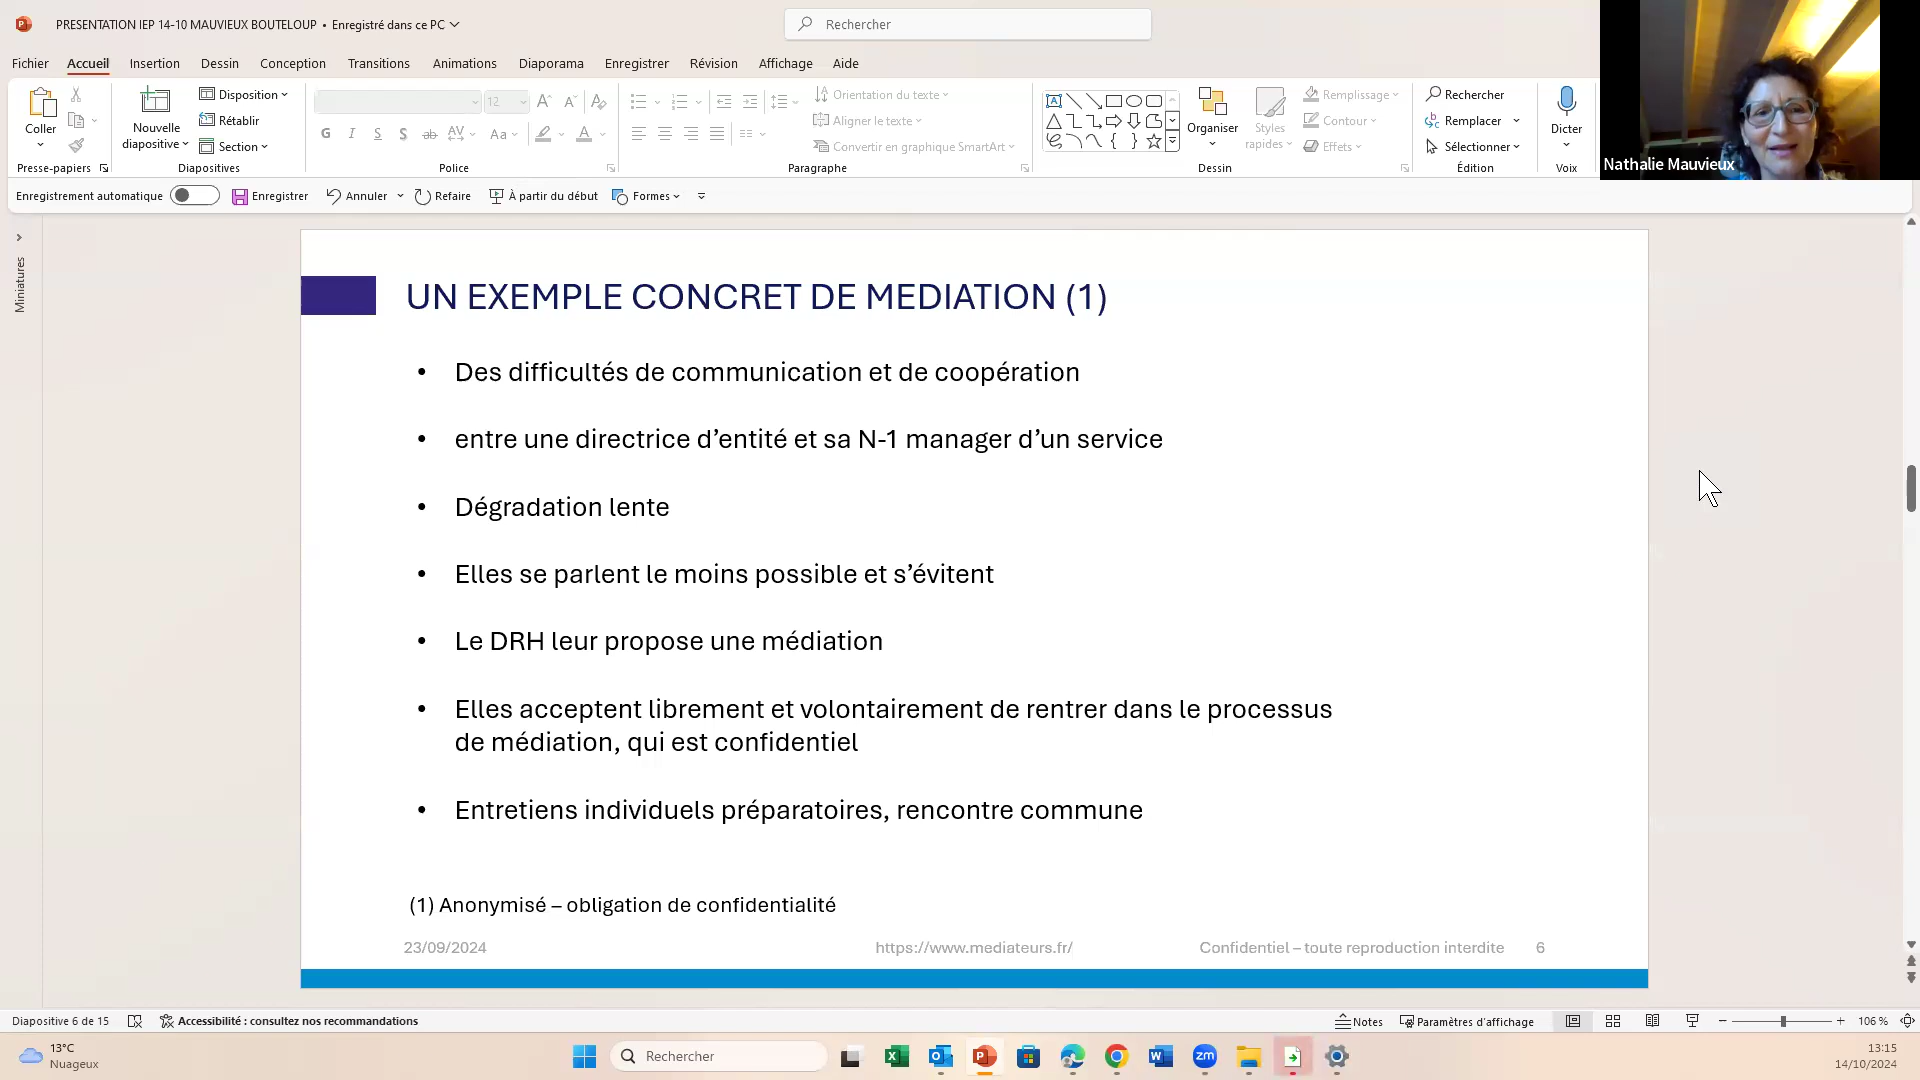 PRESENTATION IEP 14-10 MAUVIEUX BOUTELOUP • Enregistré dans ce PC
Rechercher
Fichier Accueil Insertion Dessin Conception Transitions Animations Diaporama Enregistrer Révision Affichage Aide
Coller
Nouvelle diapositive
Disposition
Rétablir
Section
12
G I S S ab AV Aa A
Orientation du texte
Aligner le texte
Convertir en graphique SmartArt
Organiser
Styles rapides
Remplissage
Contour
Effets
Rechercher
Remplacer
Sélectionner
Dicter
Presse-papiers Diapositives Police Paragraphe Dessin Édition Voix
Nathalie Mauvieux
Enregistrement automatique Enregistrer Annuler Refaire À partir du début Formes
Miniatures
UN EXEMPLE CONCRET DE MEDIATION (1)
• Des difficultés de communication et de coopération
• entre une directrice d’entité et sa N-1 manager d’un service
• Dégradation lente
• Elles se parlent le moins possible et s’évitent
• Le DRH leur propose une médiation
• Elles acceptent librement et volontairement de rentrer dans le processus
de médiation, qui est confidentiel
• Entretiens individuels préparatoires, rencontre commune
(1) Anonymisé – obligation de confidentialité
23/09/2024 https://www.mediateurs.fr/ Confidentiel – toute reproduction interdite 6
Diapositive 6 de 15 Accessibilité : consultez nos recommandations Notes Paramètres d'affichage 106 %
13°C
Nuageux
Rechercher
zm
13:15
14/10/2024